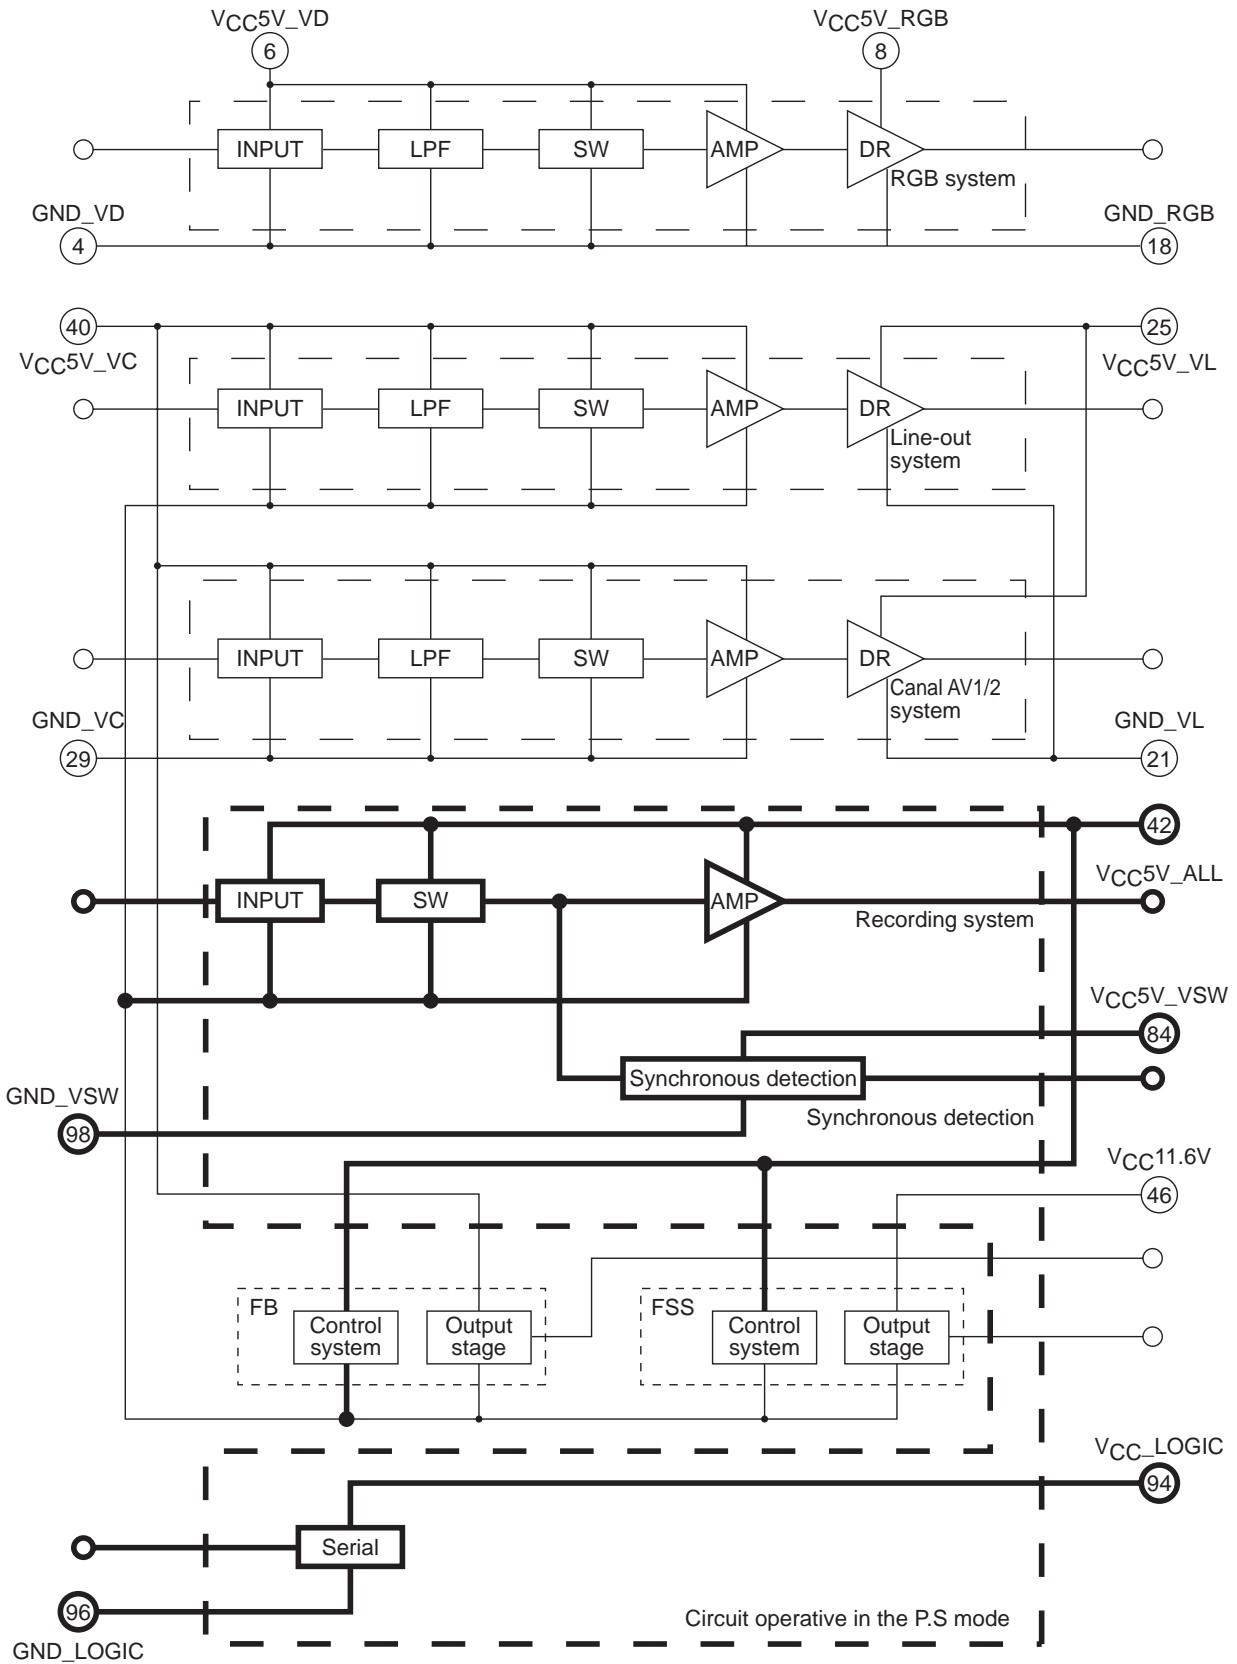 VCC5V_VD
VCC5V_RGB
6
8
INPUT
LPF
SW
AMP
DR
RGB system
GND_VD
GND_RGB
4
18
40
25
VCC5V_VC
VCC5V_VL
INPUT
LPF
SW
AMP
DR
Line-out
system
INPUT
LPF
SW
AMP
DR
Canal AV1/2
system
GND_VC
GND_VL
29
21
42
VCC5V_ALL
INPUT
SW
AMP
Recording system
VCC5V_VSW
84
Synchronous detection
GND_VSW
Synchronous detection
98
VCC11.6V
46
FB
Control
system
Output
stage
FSS
Control
system
Output
stage
VCC_LOGIC
94
Serial
96
GND_LOGIC
Circuit operative in the P.S mode